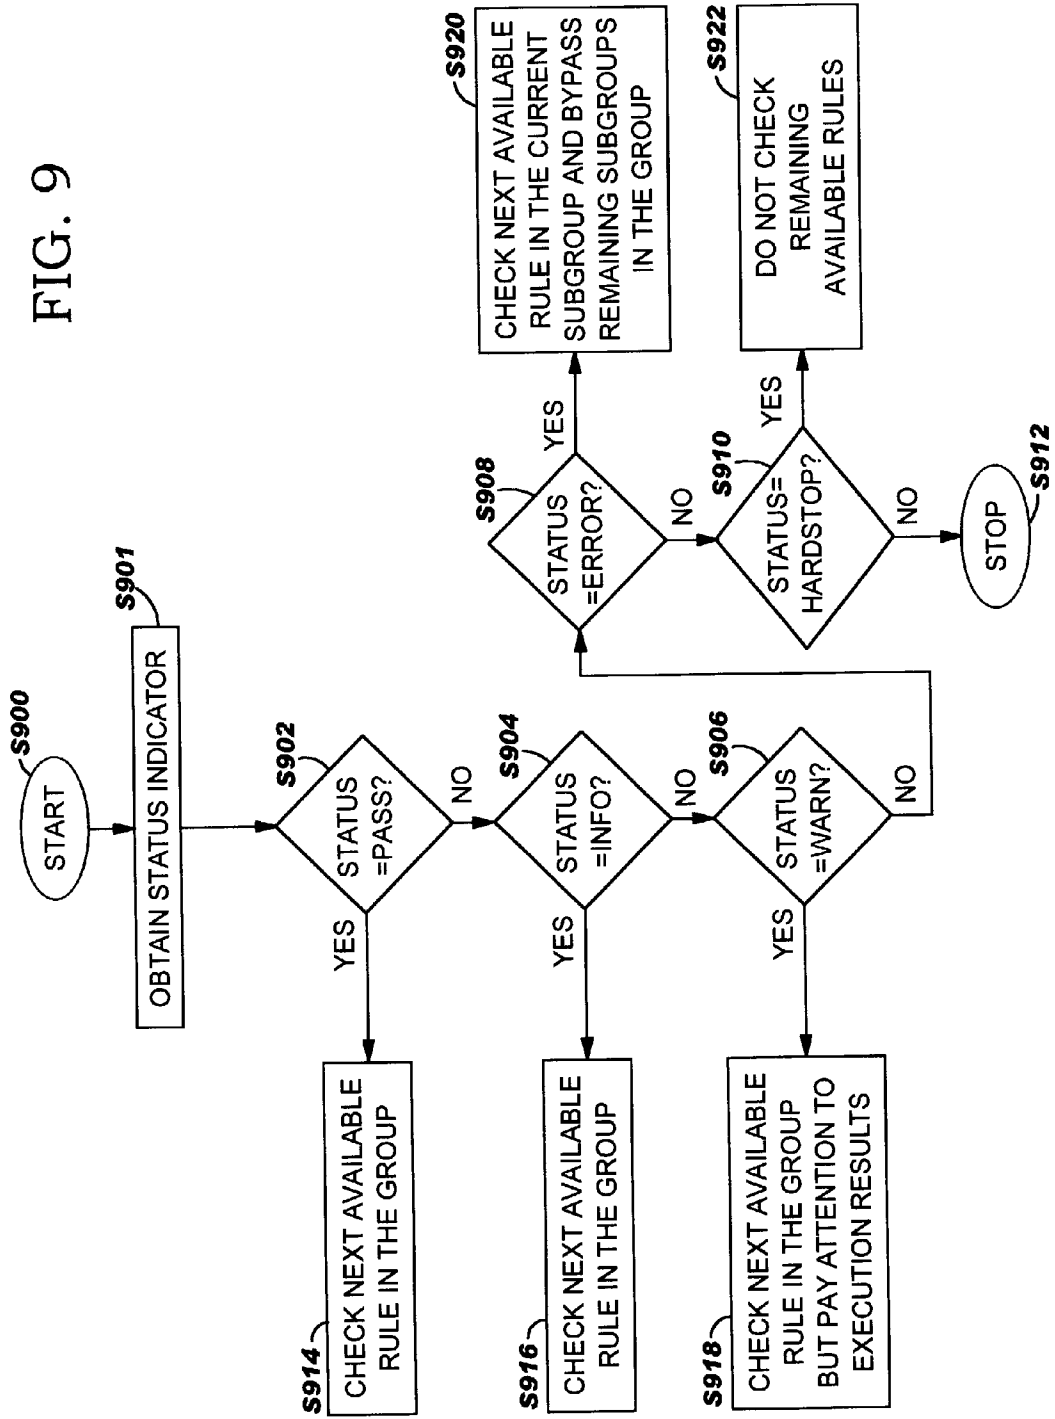 FIG. 9
S900
START
S901
OBTAIN STATUS INDICATOR
S902
STATUS
=PASS?
YES
NO
S914
CHECK NEXT AVAILABLE
RULE IN THE GROUP
S904
STATUS
=INFO?
YES
NO
S916
CHECK NEXT AVAILABLE
RULE IN THE GROUP
S906
STATUS
=WARN?
YES
NO
S918
CHECK NEXT AVAILABLE
RULE IN THE GROUP
BUT PAY ATTENTION TO
EXECUTION RESULTS
S908
STATUS
=ERROR?
YES
NO
S920
CHECK NEXT AVAILABLE
RULE IN THE CURRENT
SUBGROUP AND BYPASS
REMAINING SUBGROUPS
IN THE GROUP
S910
STATUS=
HARDSTOP?
YES
NO
S922
DO NOT CHECK
REMAINING
AVAILABLE RULES
STOP
S912